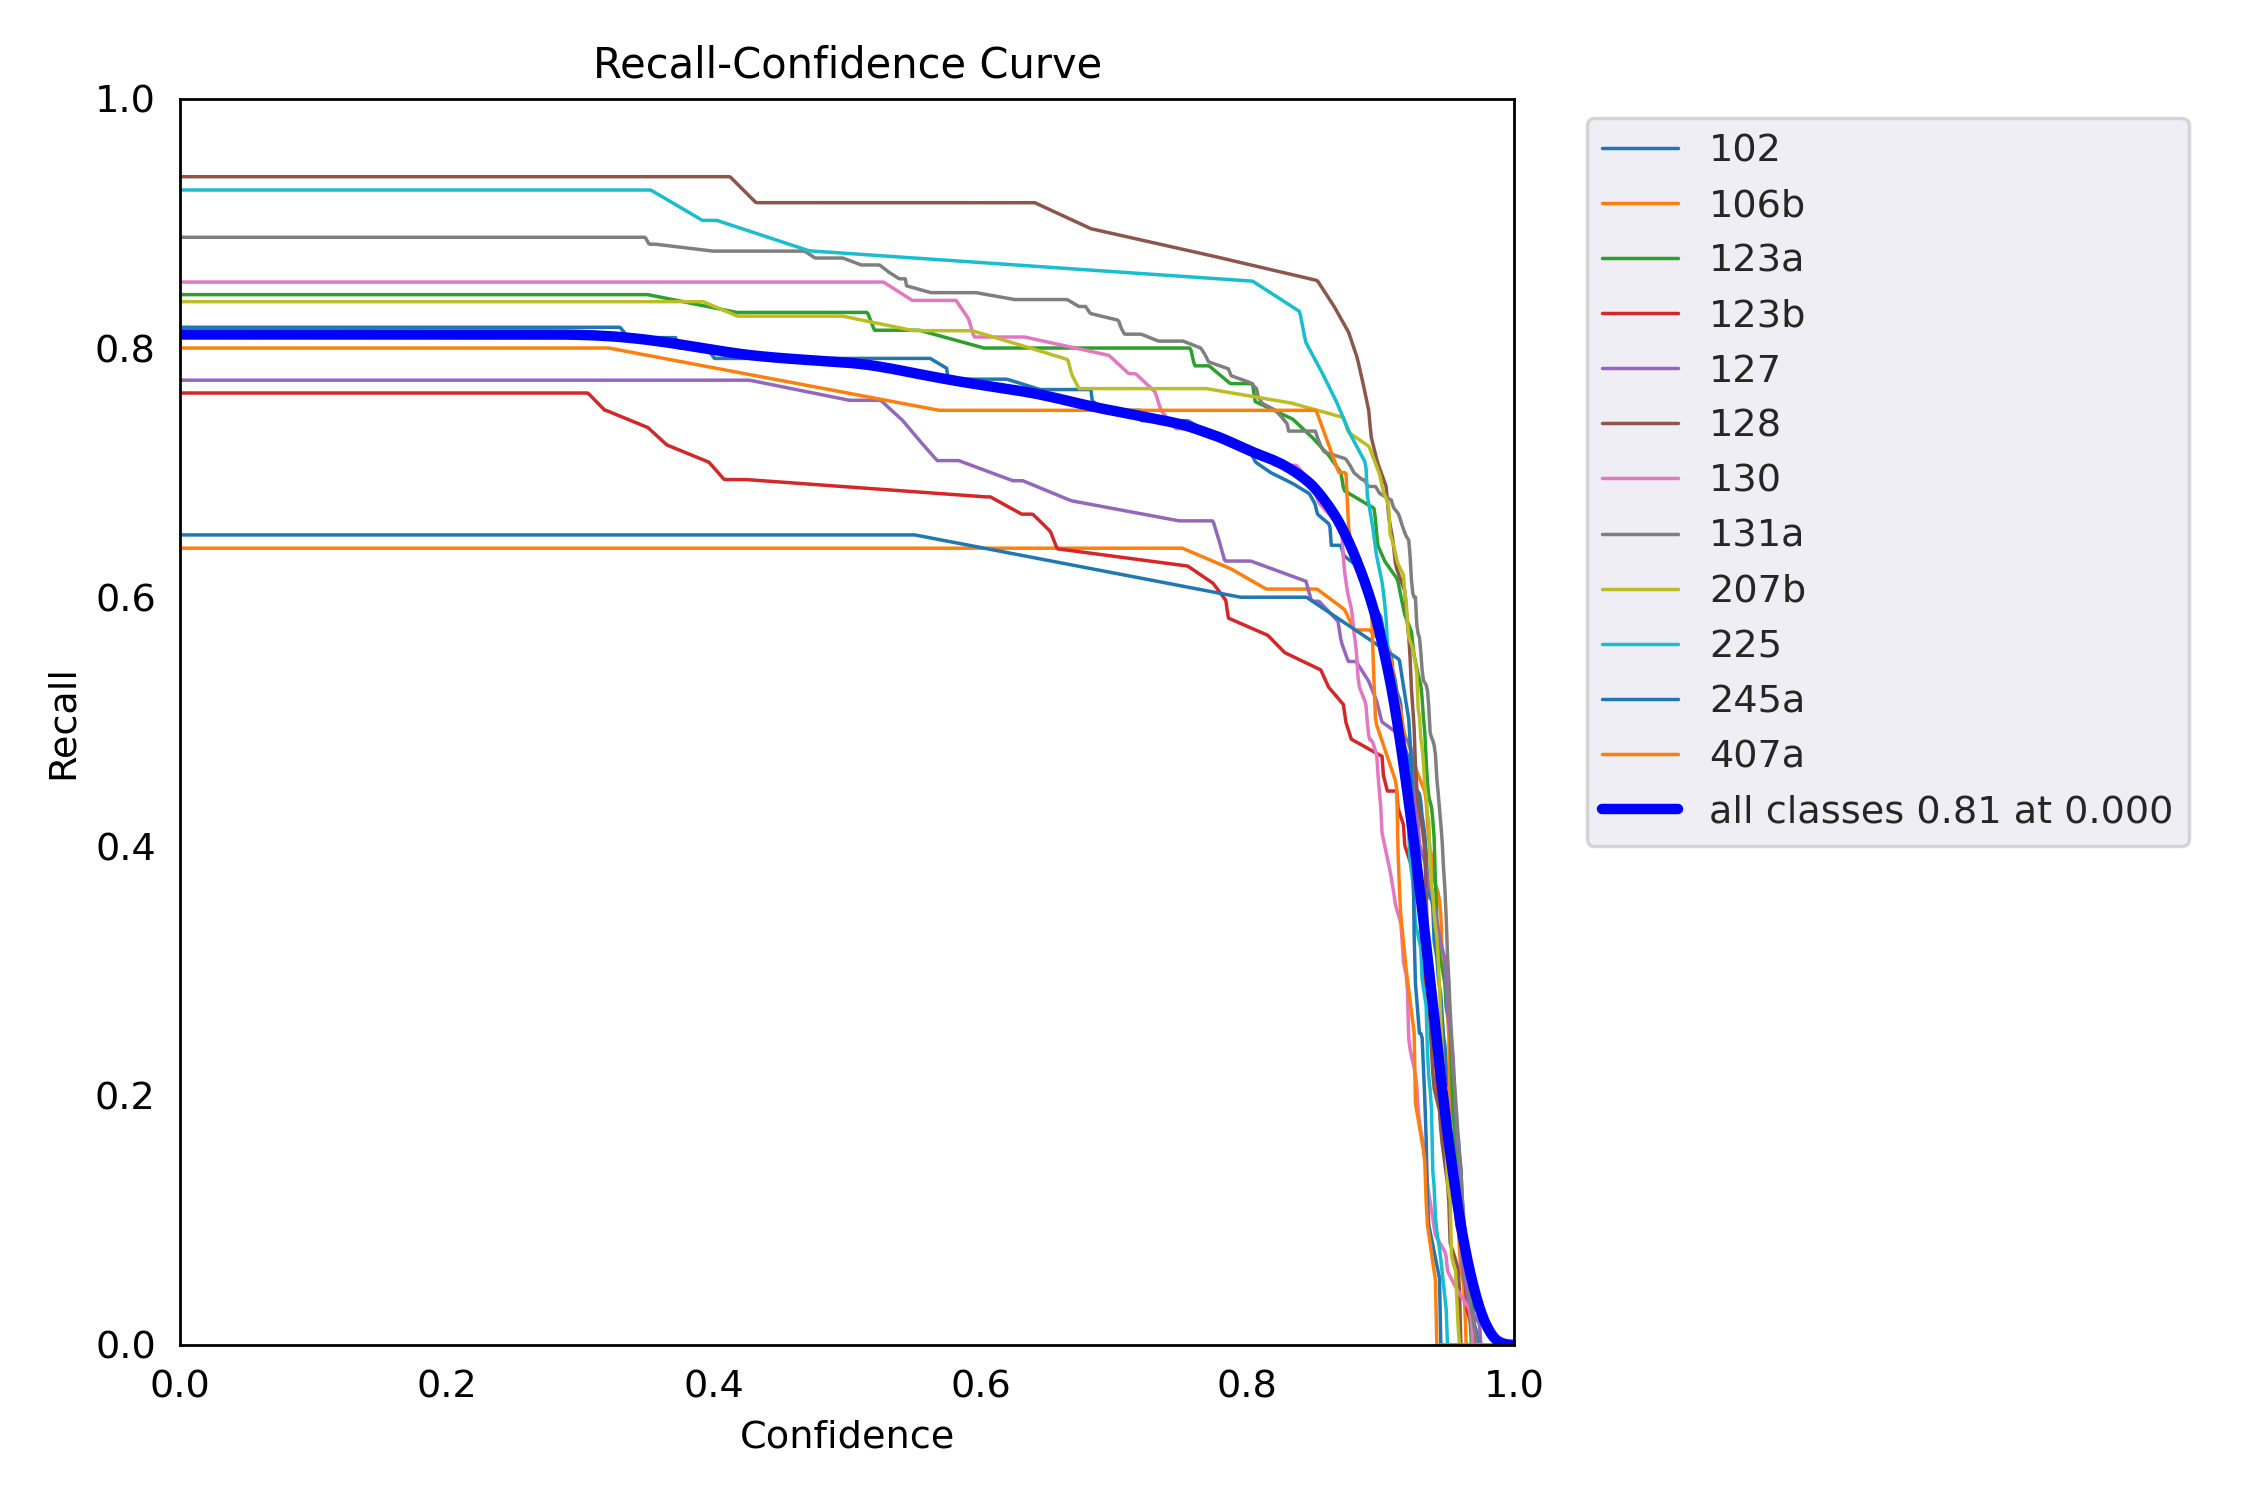 Recall-Confidence Curve
1.0
0.8
0.6
0.4
0.2
0.0
Recall
0.0 0.2 0.4 0.6 0.8 1.0
Confidence
102
106b
123a
123b
127
128
130
131a
207b
225
245a
407a
all classes 0.81 at 0.000